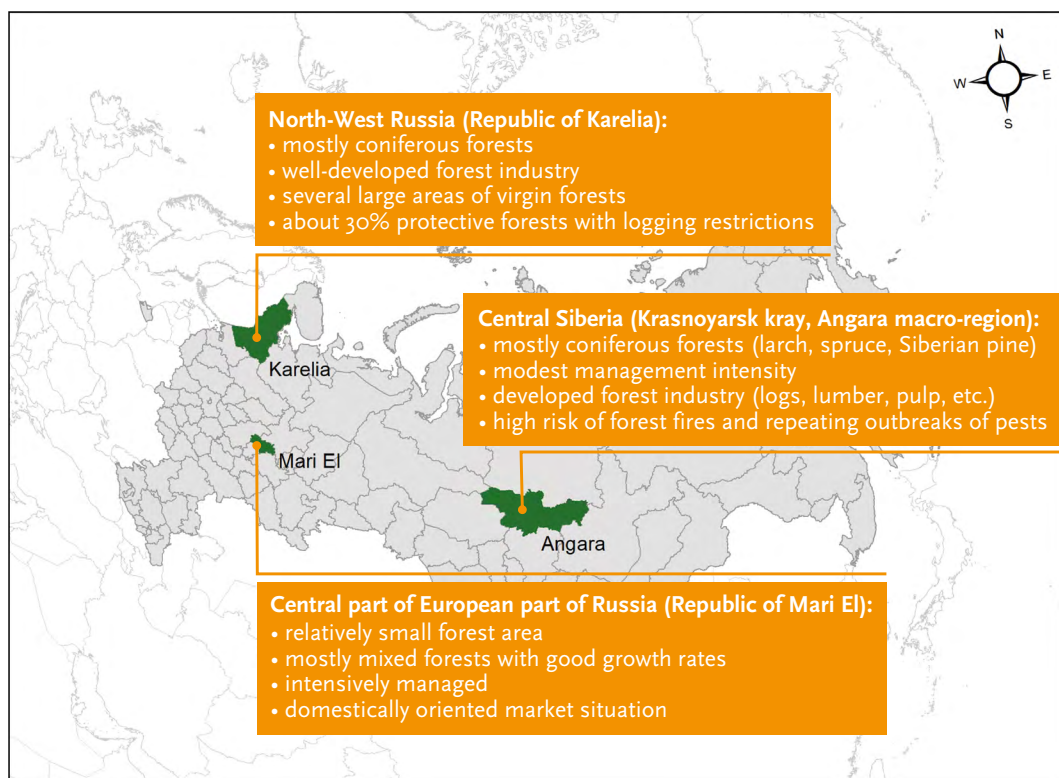 N
W E
S
North-West Russia (Republic of Karelia):
• mostly coniferous forests
• well-developed forest industry
• several large areas of virgin forests
• about 30% protective forests with logging restrictions
Central Siberia (Krasnoyarsk kray, Angara macro-region):
• mostly coniferous forests (larch, spruce, Siberian pine)
• modest management intensity
• developed forest industry (logs, lumber, pulp, etc.)
• high risk of forest fires and repeating outbreaks of pests
Karelia
Mari El
Angara
Central part of European part of Russia (Republic of Mari El):
• relatively small forest area
• mostly mixed forests with good growth rates
• intensively managed
• domestically oriented market situation